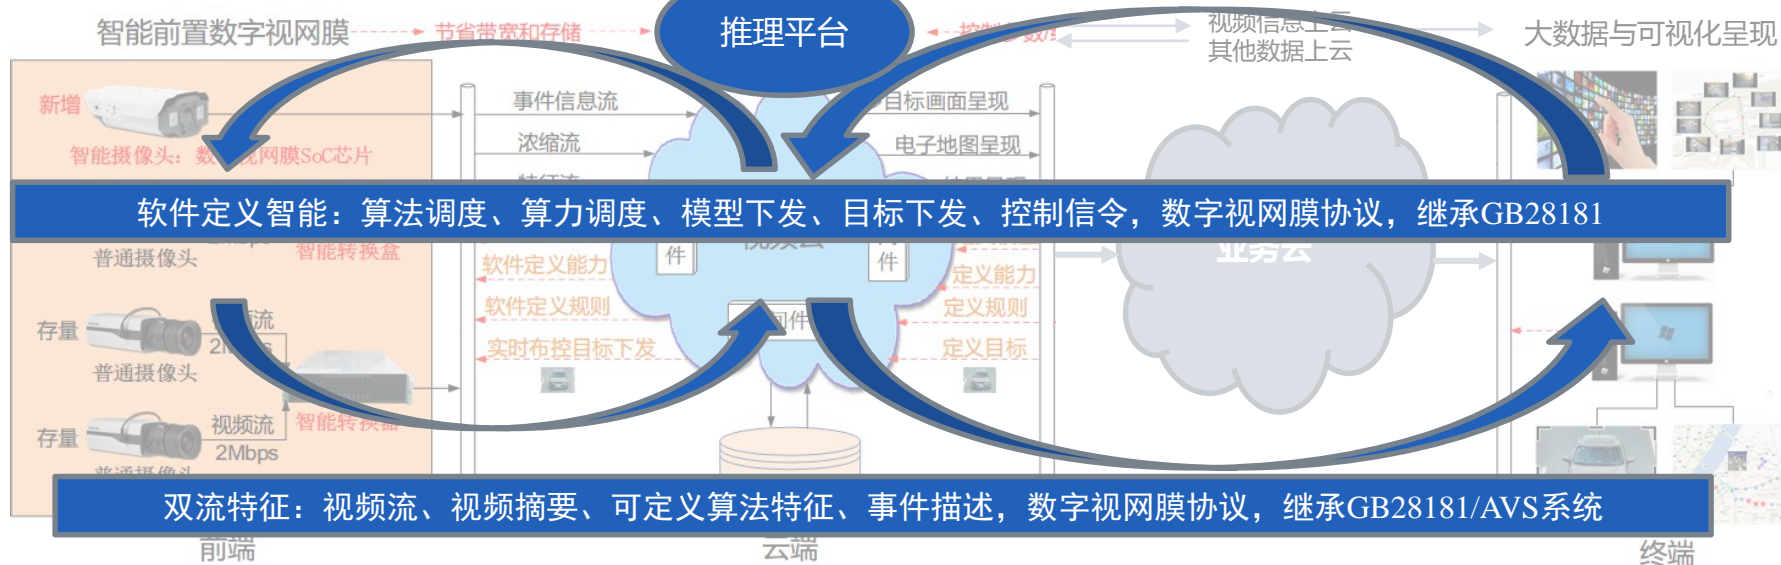 智能前置数字视网膜
节省带宽和存储
推理平台
视频信息上云
其他数据上云
大数据与可视化呈现
新增
智能摄像头：数字视网膜SoC芯片
事件信息流
浓缩流
目标画面呈现
电子地图呈现
软件定义智能：算法调度、算力调度、模型下发、目标下发、控制信令，数字视网膜协议，继承GB28181
普通摄像头
智能转换盒
软件定义能力
件
件
业务云
定义能力
软件定义规则
定义规则
存量
实时布控目标下发
定义目标
普通摄像头
存量
视频流
2Mbps
智能转换器
双流特征：视频流、视频摘要、可定义算法特征、事件描述，数字视网膜协议，继承GB28181/AVS系统
前端
云端
终端